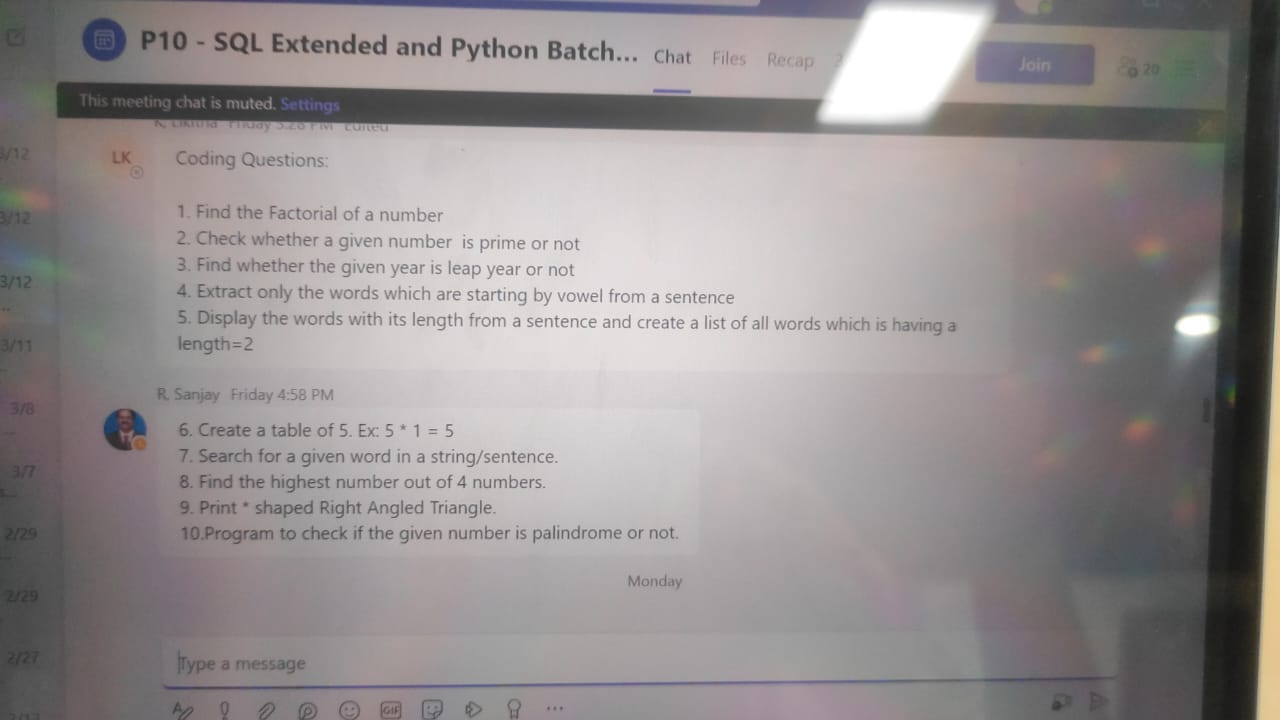 P10 - SQL Extended and Python Batch...
Chat Files Recap
Join
20
This meeting chat is muted. Settings
K, Likitha Friday 5:28 PM Edited
LK
Coding Questions:
1. Find the Factorial of a number
2. Check whether a given number is prime or not
3. Find whether the given year is leap year or not
4. Extract only the words which are starting by vowel from a sentence
5. Display the words with its length from a sentence and create a list of all words which is having a
length=2
R, Sanjay Friday 4:58 PM
6. Create a table of 5. Ex: 5 * 1 = 5
7. Search for a given word in a string/sentence.
8. Find the highest number out of 4 numbers.
9. Print * shaped Right Angled Triangle.
10.Program to check if the given number is palindrome or not.
Monday
Type a message
GIF
3/12
3/12
3/12
3/11
3/8
3/7
2/29
2/29
2/27